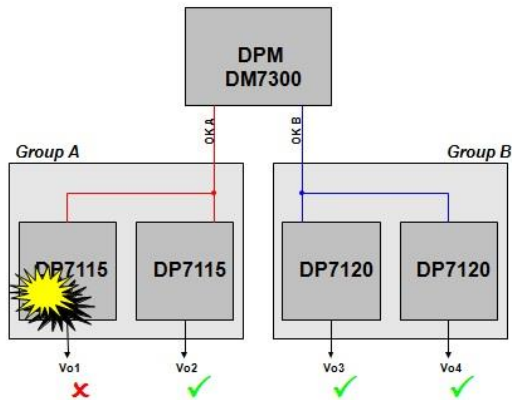 DPM
DM7300
OK A
OK B
Group A
Group B
DP7115
DP7115
DP7120
DP7120
Vo1
Vo2
Vo3
Vo4